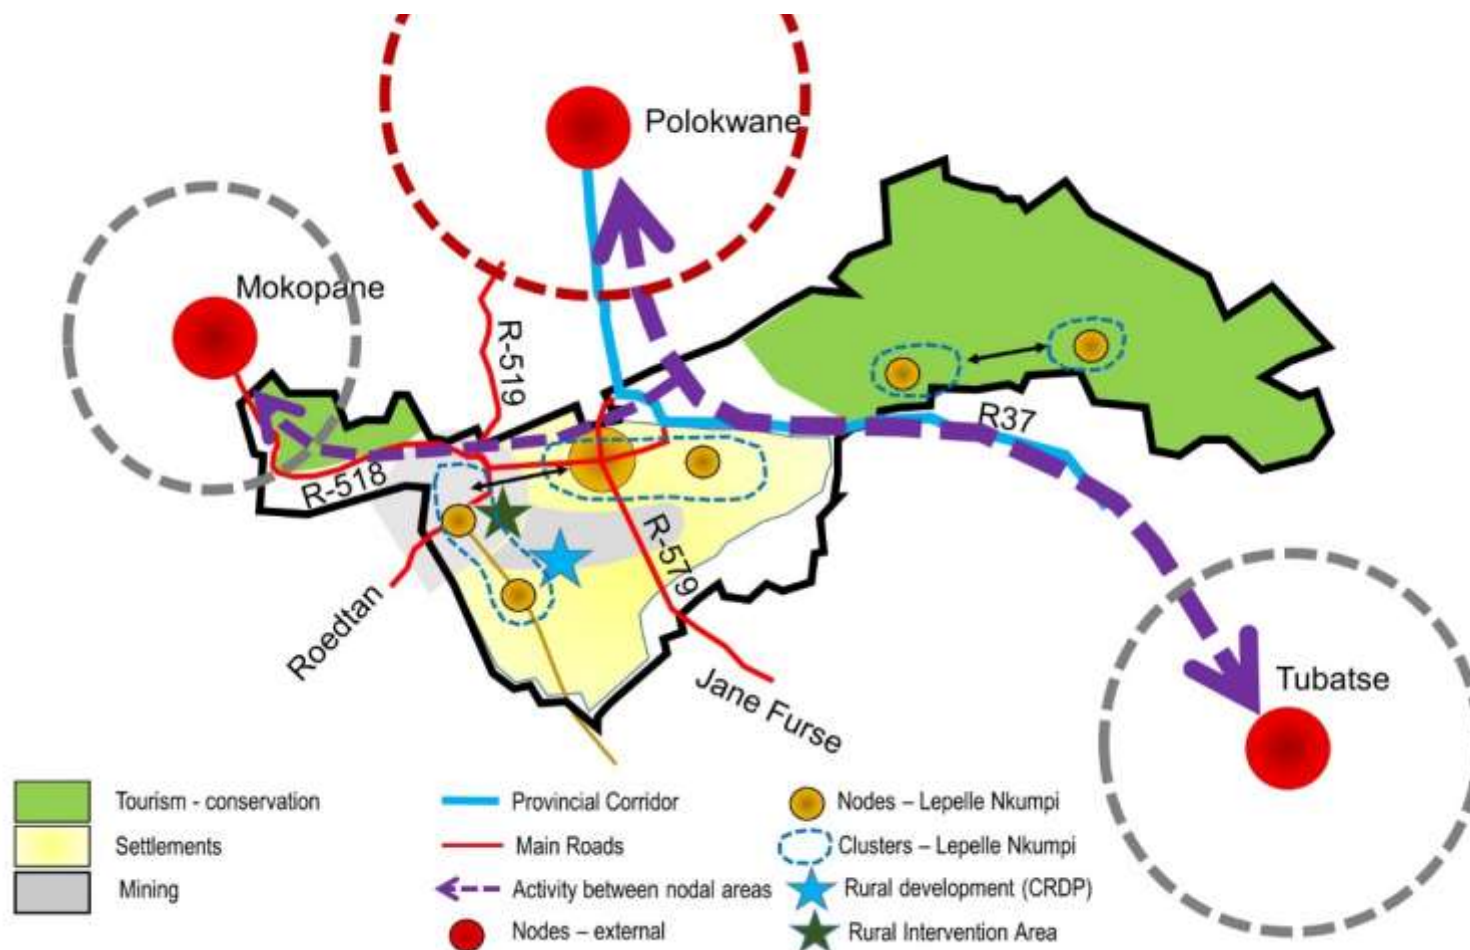 Polokwane
Mokopane
R-519
R37
R-518
R-579
Roedtan
Jane Furse
Tubatse
Tourism - conservation
Settlements
Mining
Provincial Corridor
Main Roads
Activity between nodal areas
Nodes – external
Nodes – Lepelle Nkumpi
Clusters – Lepelle Nkumpi
Rural development (CRDP)
Rural Intervention Area